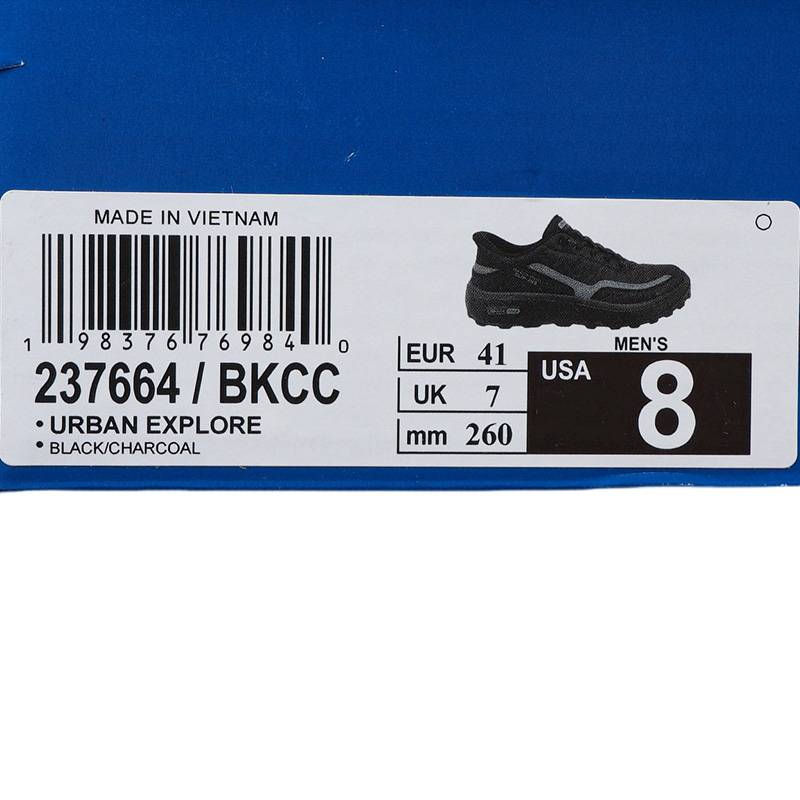 MADE IN VIETNAM
1 98376 76984 0
237664 / BKCC
• URBAN EXPLORE
• BLACK/CHARCOAL
EUR 41
UK 7
mm 260
MEN'S
USA 8